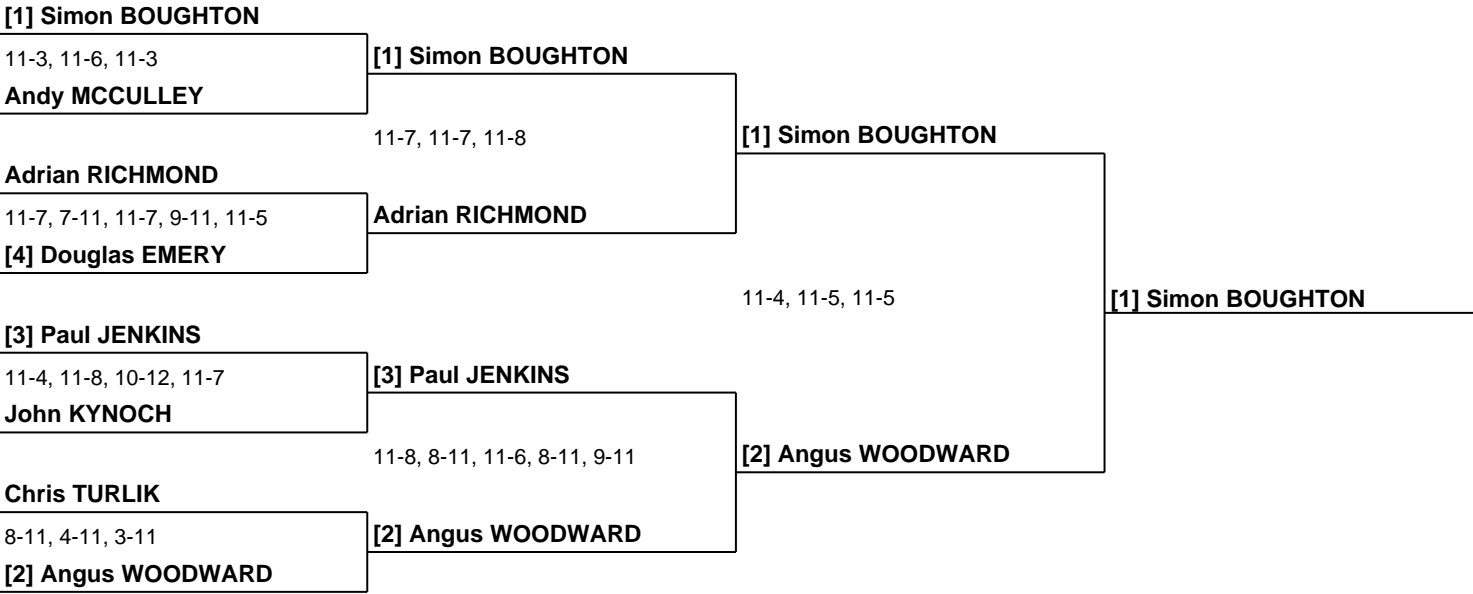 [1] Simon BOUGHTON
11-3, 11-6, 11-3
Andy MCCULLEY
Adrian RICHMOND
11-7, 7-11, 11-7, 9-11, 11-5
[4] Douglas EMERY
[3] Paul JENKINS
11-4, 11-8, 10-12, 11-7
John KYNOCH
Chris TURLIK
8-11, 4-11, 3-11
[2] Angus WOODWARD
[1] Simon BOUGHTON
11-7, 11-7, 11-8
Adrian RICHMOND
[3] Paul JENKINS
11-8, 8-11, 11-6, 8-11, 9-11
[2] Angus WOODWARD
[1] Simon BOUGHTON
11-4, 11-5, 11-5
[2] Angus WOODWARD
[1] Simon BOUGHTON